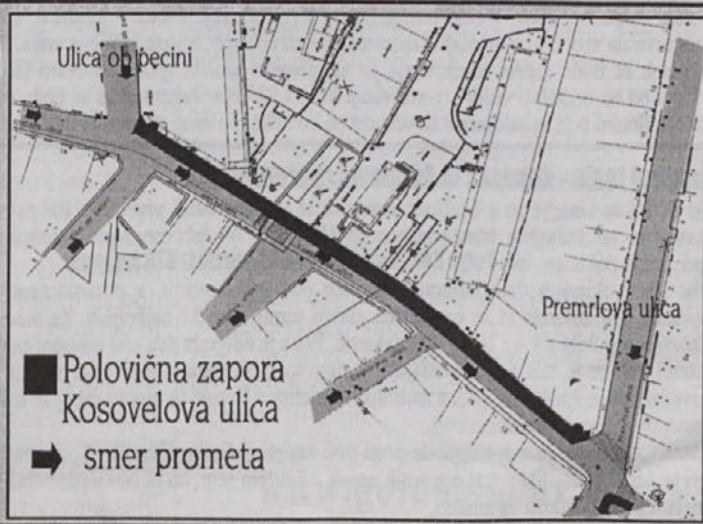 Ulica ob pečini
Premrlova ulica
Polovična zapora
Kosovelova ulica
smer prometa